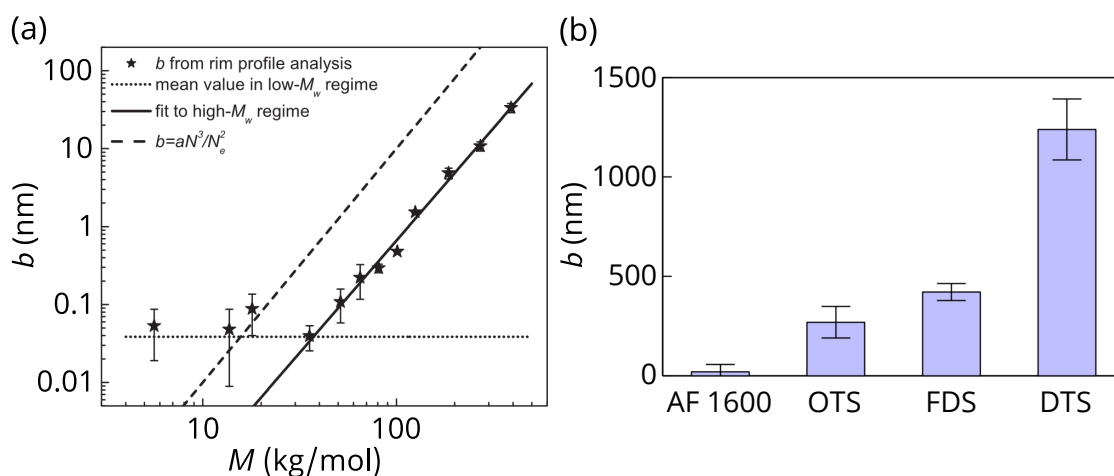 (a)
100
10
1
0.1
0.01
b (nm)
★ b from rim profile analysis
mean value in low-M_w regime
fit to high-M_w regime
b=aN³/N_e²
10
100
M (kg/mol)
(b)
1500
1000
500
0
b (nm)
AF 1600
OTS
FDS
DTS